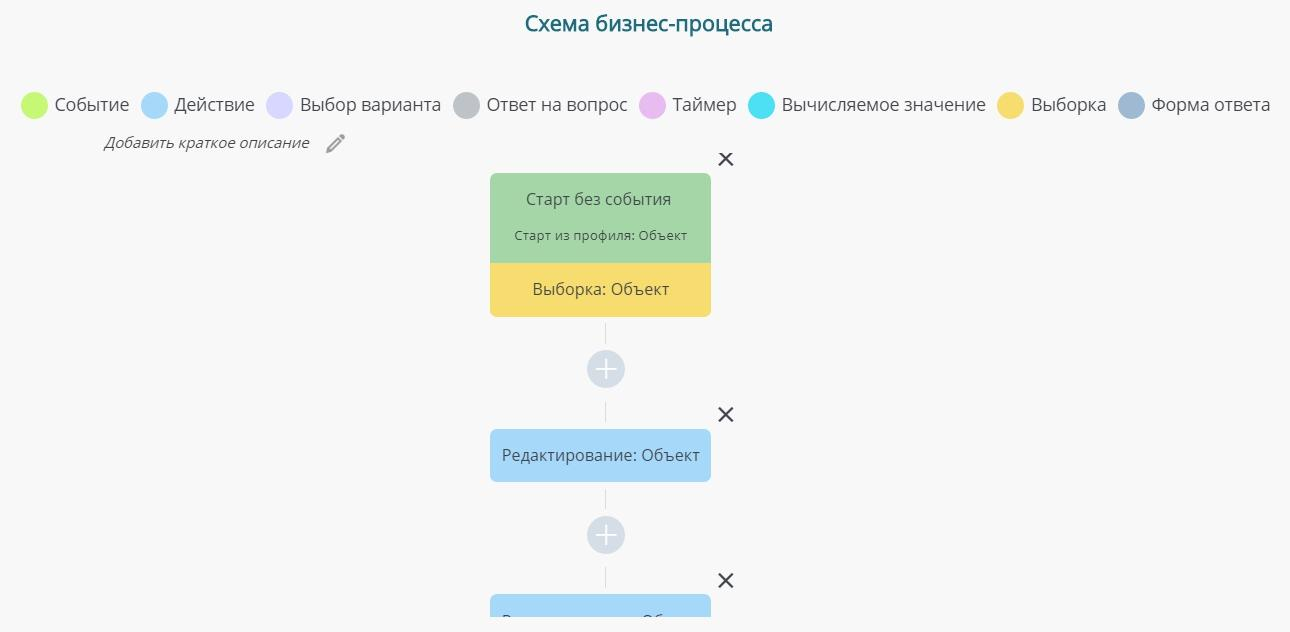 Схема бизнес-процесса
Событие Действие Выбор варианта Ответ на вопрос Таймер Вычисляемое значение Выборка Форма ответа
Добавить краткое описание
Старт без события
Старт из профиля: Объект
Выборка: Объект
Редактирование: Объект